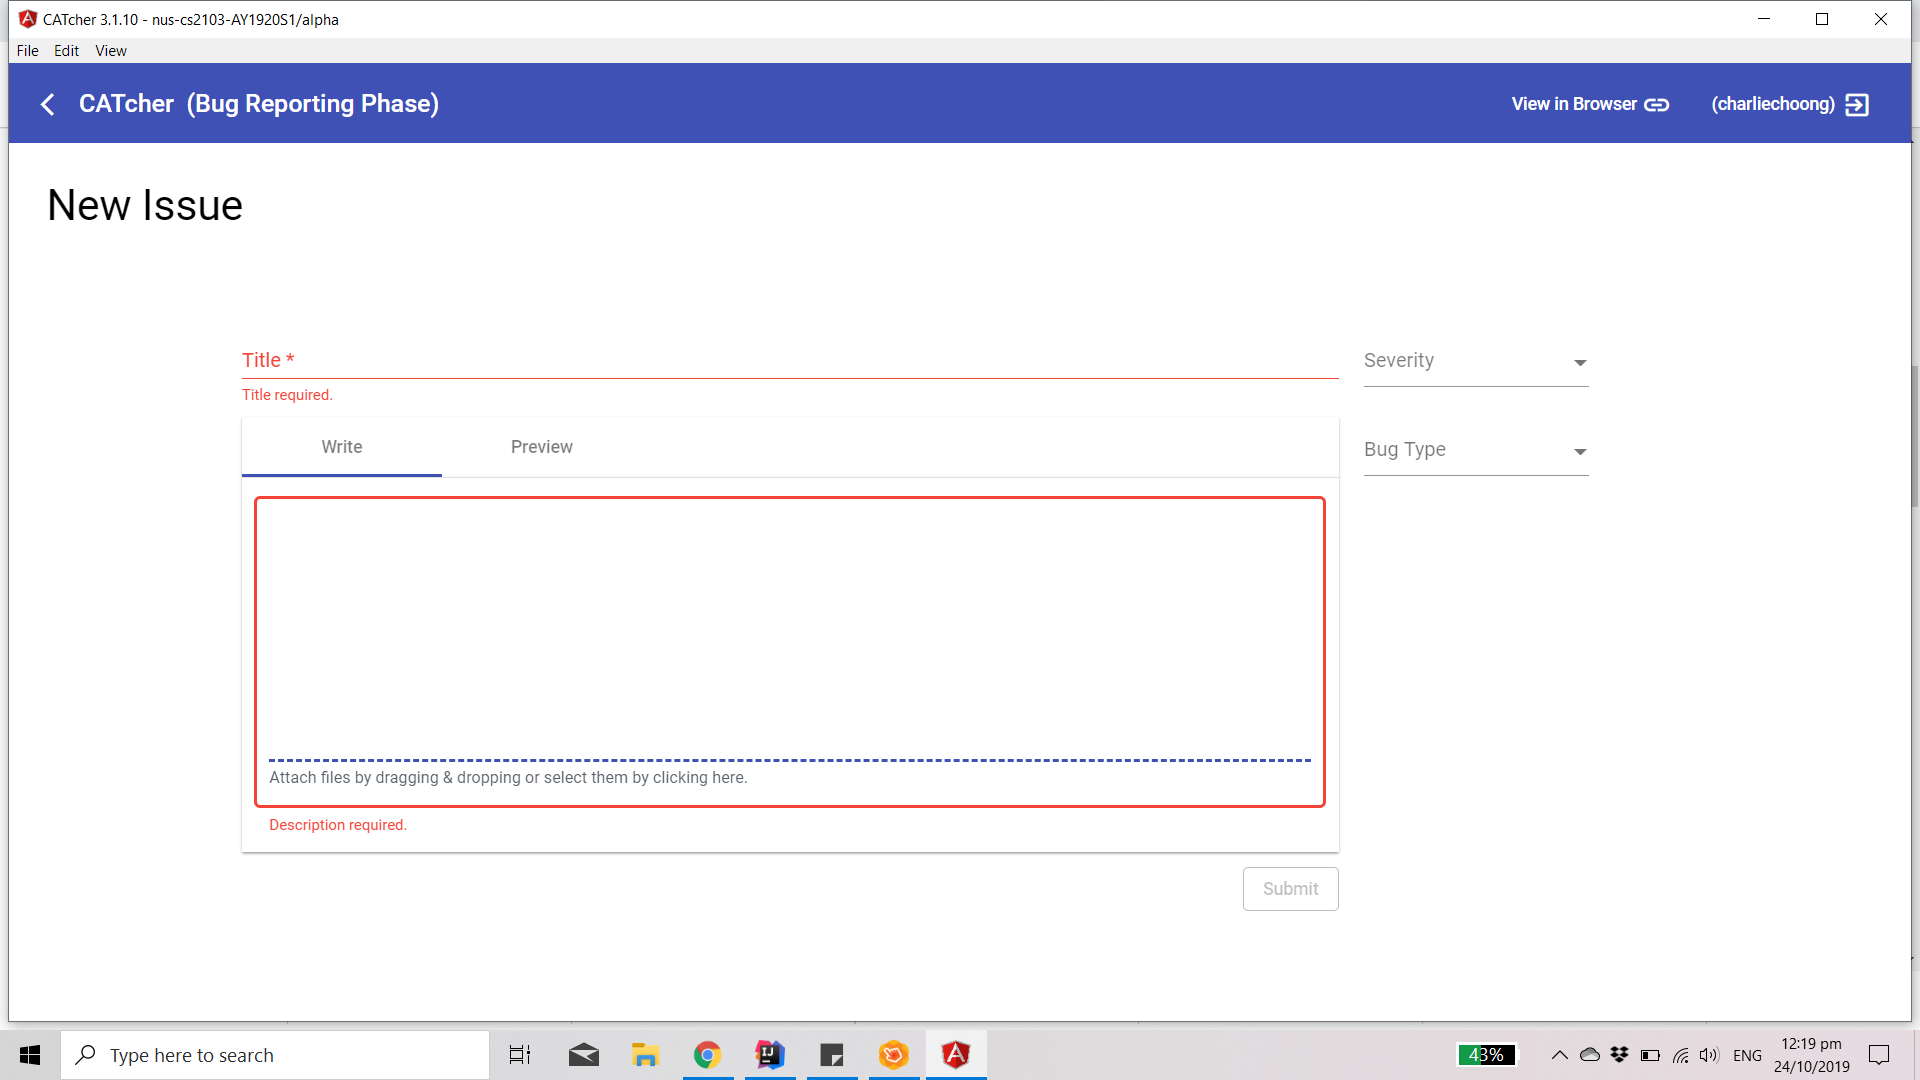 CATcher 3.1.10 - nus-cs2103-AY1920S1/alpha
File Edit View
CATcher (Bug Reporting Phase)
View in Browser
(charliechoong)
New Issue
Title *
Title required.
Severity
Write
Preview
Bug Type
Attach files by dragging & dropping or select them by clicking here.
Description required.
Submit
Type here to search
43%
ENG
12:19 pm
24/10/2019